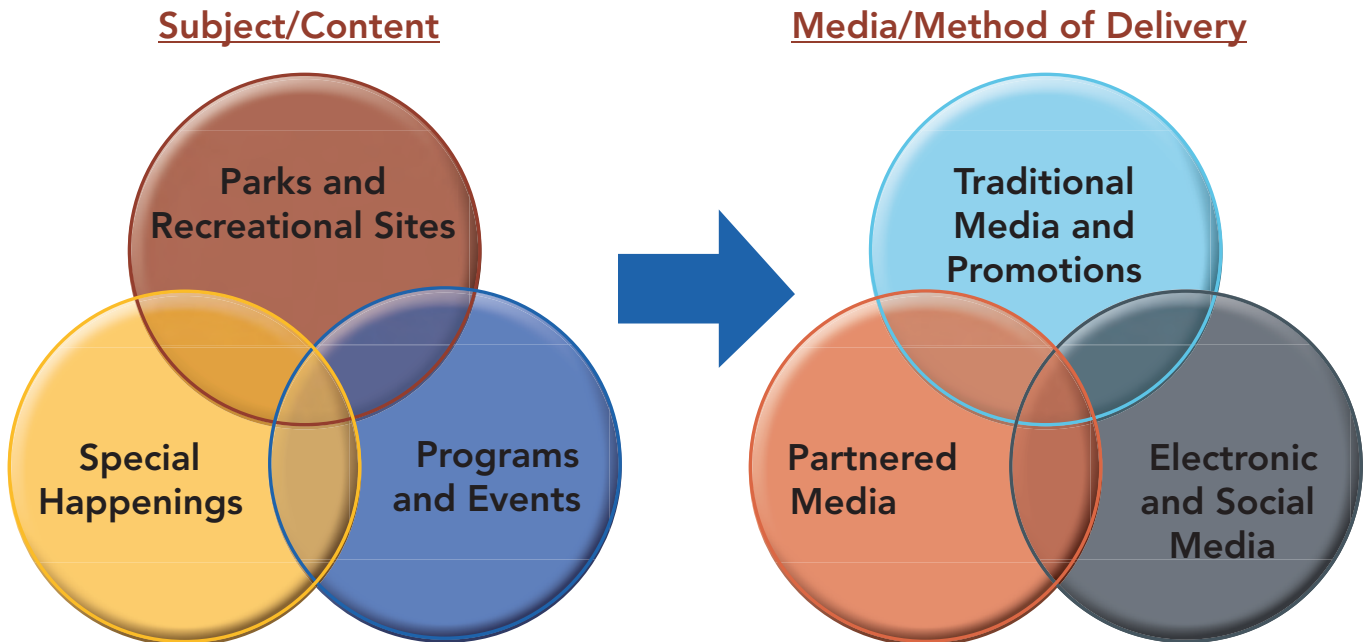 Subject/Content
Parks and
Recreational Sites
Special
Happenings
Programs
and Events
Media/Method of Delivery
Traditional
Media and
Promotions
Partnered
Media
Electronic
and Social
Media